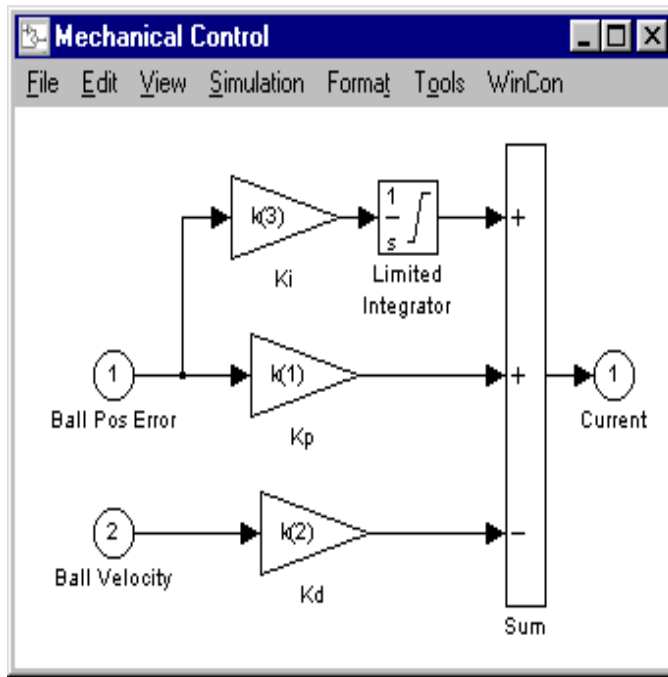 Mechanical Control
File Edit View Simulation Format Tools WinCon
k(3)
Ki
1
s
Limited
Integrator
+
1
Ball Pos Error
k(1)
Kp
+
1
Current
2
Ball Velocity
k(2)
Kd
−
Sum